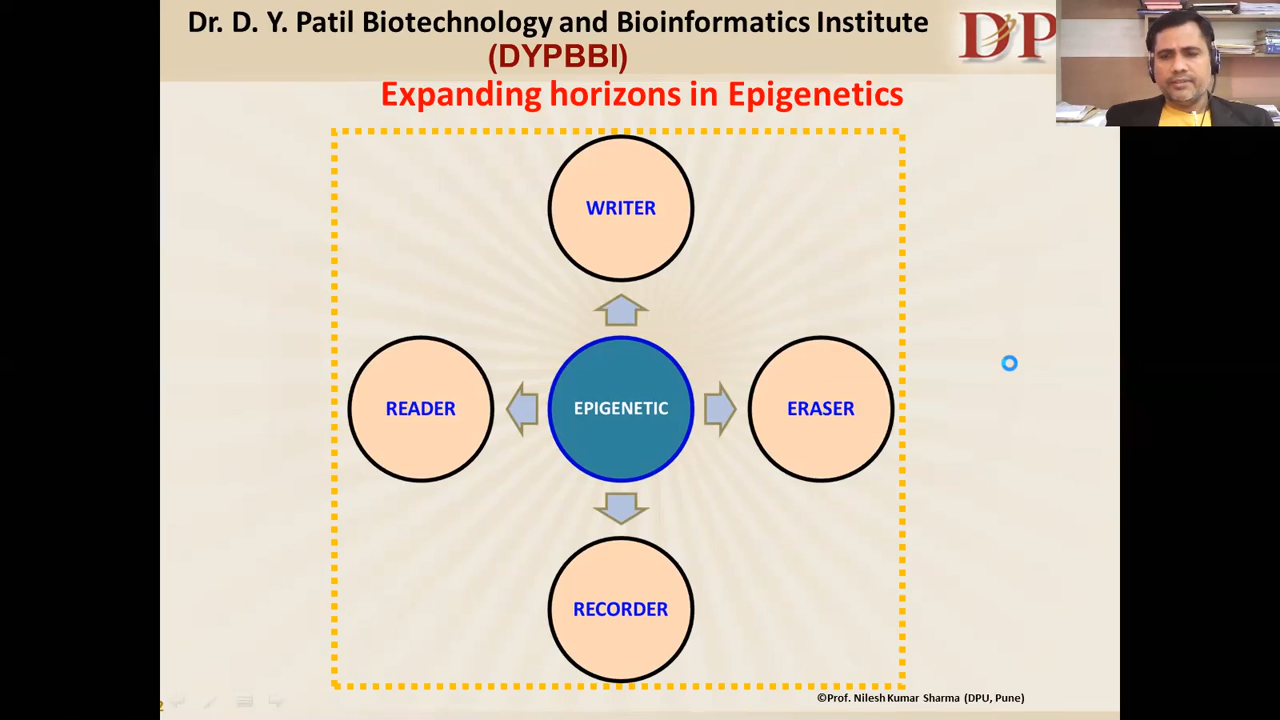 Dr. D. Y. Patil Biotechnology and Bioinformatics Institute
(DYPBBI)
DP
Expanding horizons in Epigenetics
WRITER
READER
EPIGENETIC
ERASER
RECORDER
©Prof. Nilesh Kumar Sharma (DPU, Pune)
2